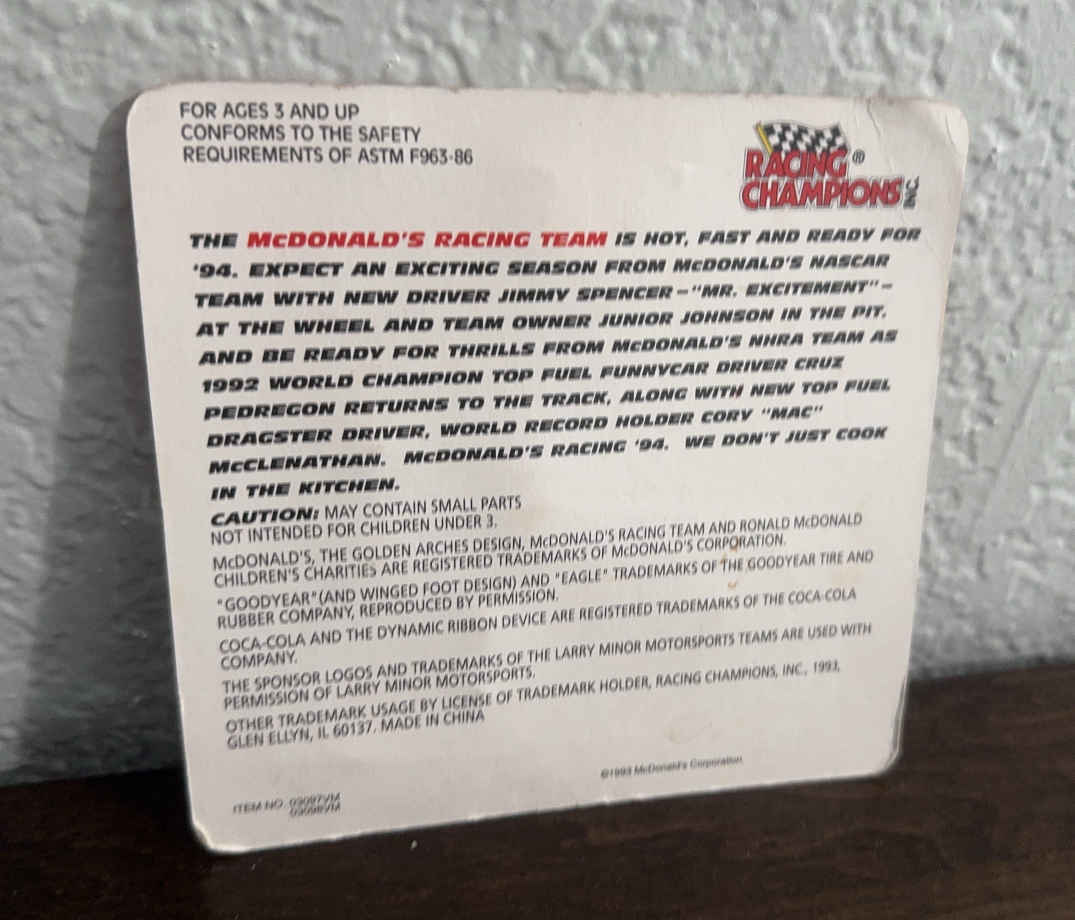 FOR AGES 3 AND UP
CONFORMS TO THE SAFETY
REQUIREMENTS OF ASTM F963-86
RACING ®
CHAMPIONS INC.
THE McDONALD'S RACING TEAM IS HOT, FAST AND READY FOR
'94. EXPECT AN EXCITING SEASON FROM McDONALD'S NASCAR
TEAM WITH NEW DRIVER JIMMY SPENCER–"MR. EXCITEMENT"–
AT THE WHEEL AND TEAM OWNER JUNIOR JOHNSON IN THE PIT.
AND BE READY FOR THRILLS FROM McDONALD'S NHRA TEAM AS
1992 WORLD CHAMPION TOP FUEL FUNNYCAR DRIVER CRUZ
PEDREGON RETURNS TO THE TRACK, ALONG WITH NEW TOP FUEL
DRAGSTER DRIVER, WORLD RECORD HOLDER CORY "MAC"
McCLENATHAN. McDONALD'S RACING '94. WE DON'T JUST COOK
IN THE KITCHEN.
CAUTION: MAY CONTAIN SMALL PARTS
NOT INTENDED FOR CHILDREN UNDER 3.
McDONALD'S, THE GOLDEN ARCHES DESIGN, McDONALD'S RACING TEAM AND RONALD McDONALD
CHILDREN'S CHARITIES ARE REGISTERED TRADEMARKS OF McDONALD'S CORPORATION.
"GOODYEAR"(AND WINGED FOOT DESIGN) AND "EAGLE" TRADEMARKS OF THE GOODYEAR TIRE AND
RUBBER COMPANY, REPRODUCED BY PERMISSION.
COCA-COLA AND THE DYNAMIC RIBBON DEVICE ARE REGISTERED TRADEMARKS OF THE COCA-COLA
COMPANY.
THE SPONSOR LOGOS AND TRADEMARKS OF THE LARRY MINOR MOTORSPORTS TEAMS ARE USED WITH
PERMISSION OF LARRY MINOR MOTORSPORTS.
OTHER TRADEMARK USAGE BY LICENSE OF TRADEMARK HOLDER, RACING CHAMPIONS, INC., 1993,
GLEN ELLYN, IL 60137. MADE IN CHINA
©1993 McDonald's Corporation
ITEM NO. 03097VM
03098VM